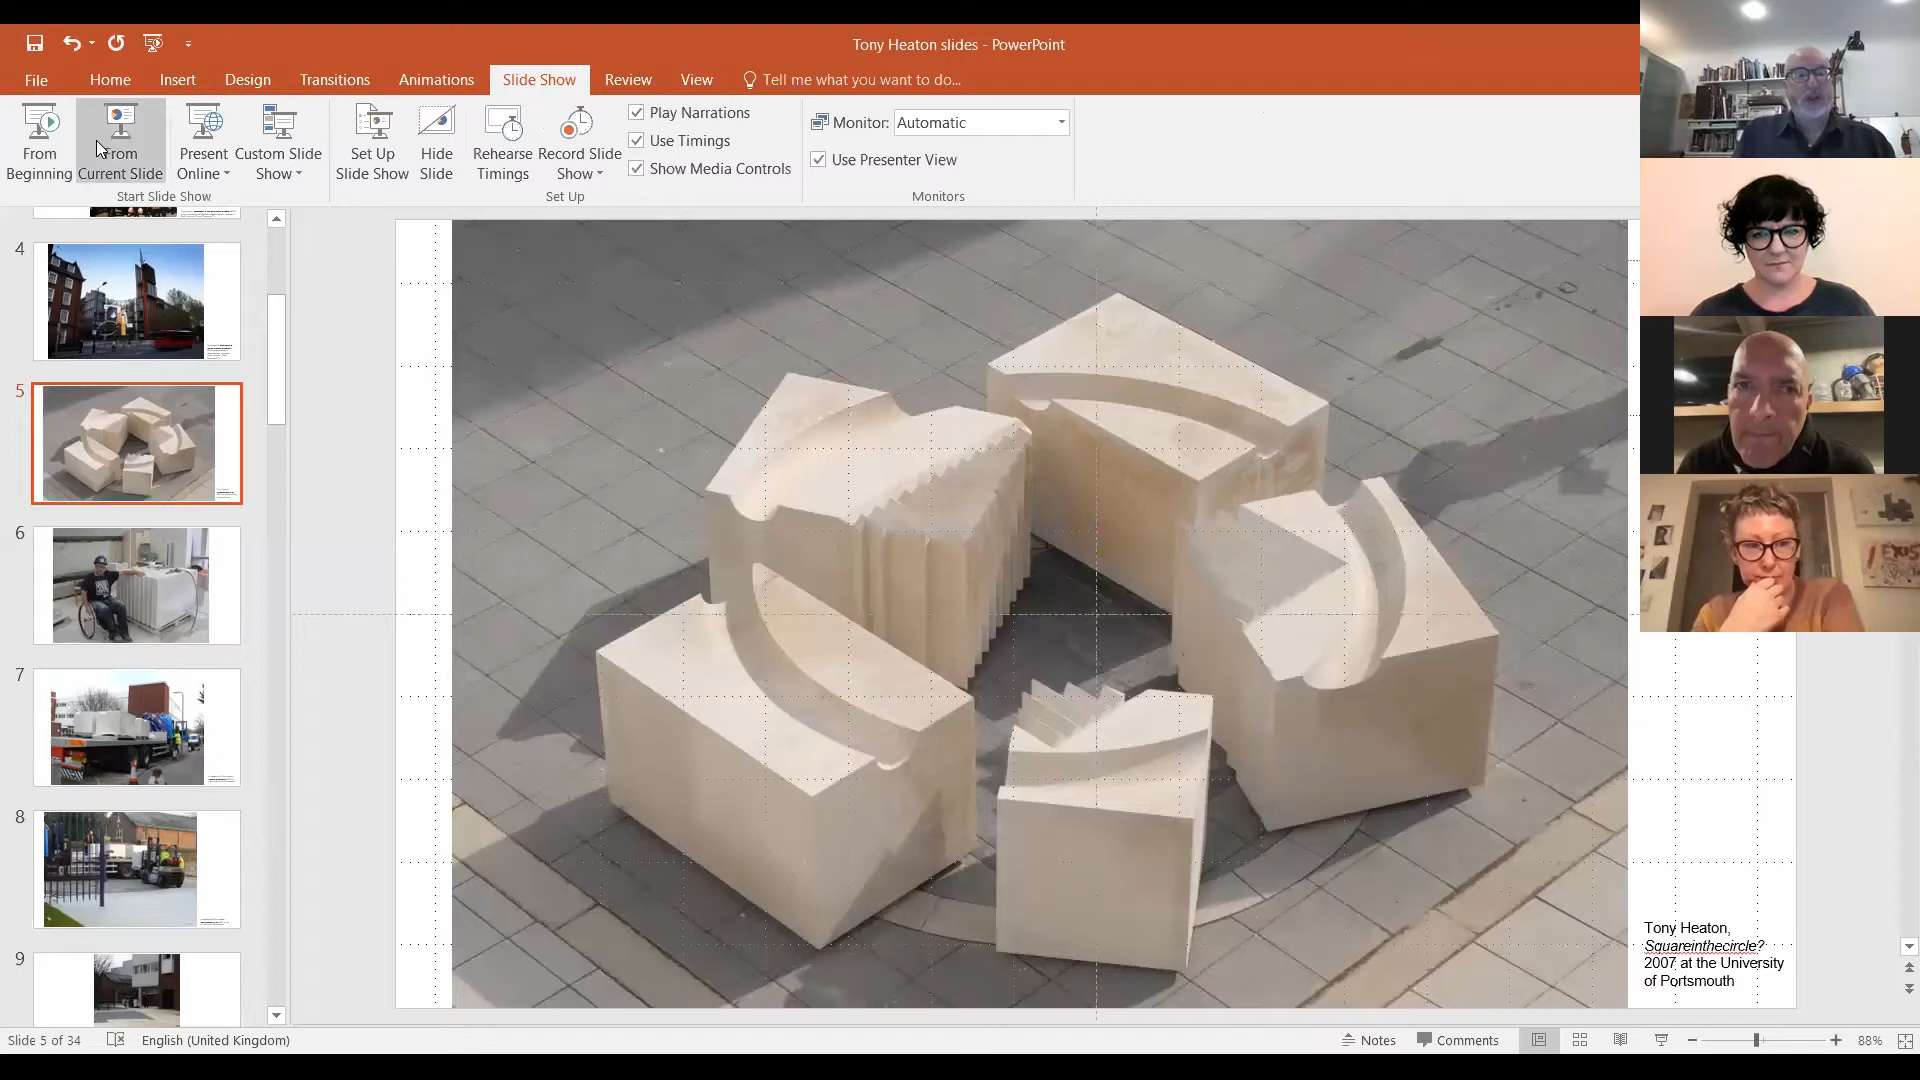 Tony Heaton slides - PowerPoint
File
Home
Insert
Design
Transitions
Animations
Slide Show
Review
View
Tell me what you want to do...
From
Beginning
From
Current Slide
Present
Online
Custom Slide
Show
Start Slide Show
Set Up
Slide Show
Hide
Slide
Rehearse
Timings
Record Slide
Show
Play Narrations
Use Timings
Show Media Controls
Set Up
Monitor: Automatic
Use Presenter View
Monitors
4
5
6
7
8
9
EXIS
Tony Heaton,
Squareinthecircle?
2007 at the University
of Portsmouth
Slide 5 of 34
English (United Kingdom)
Notes
Comments
88%